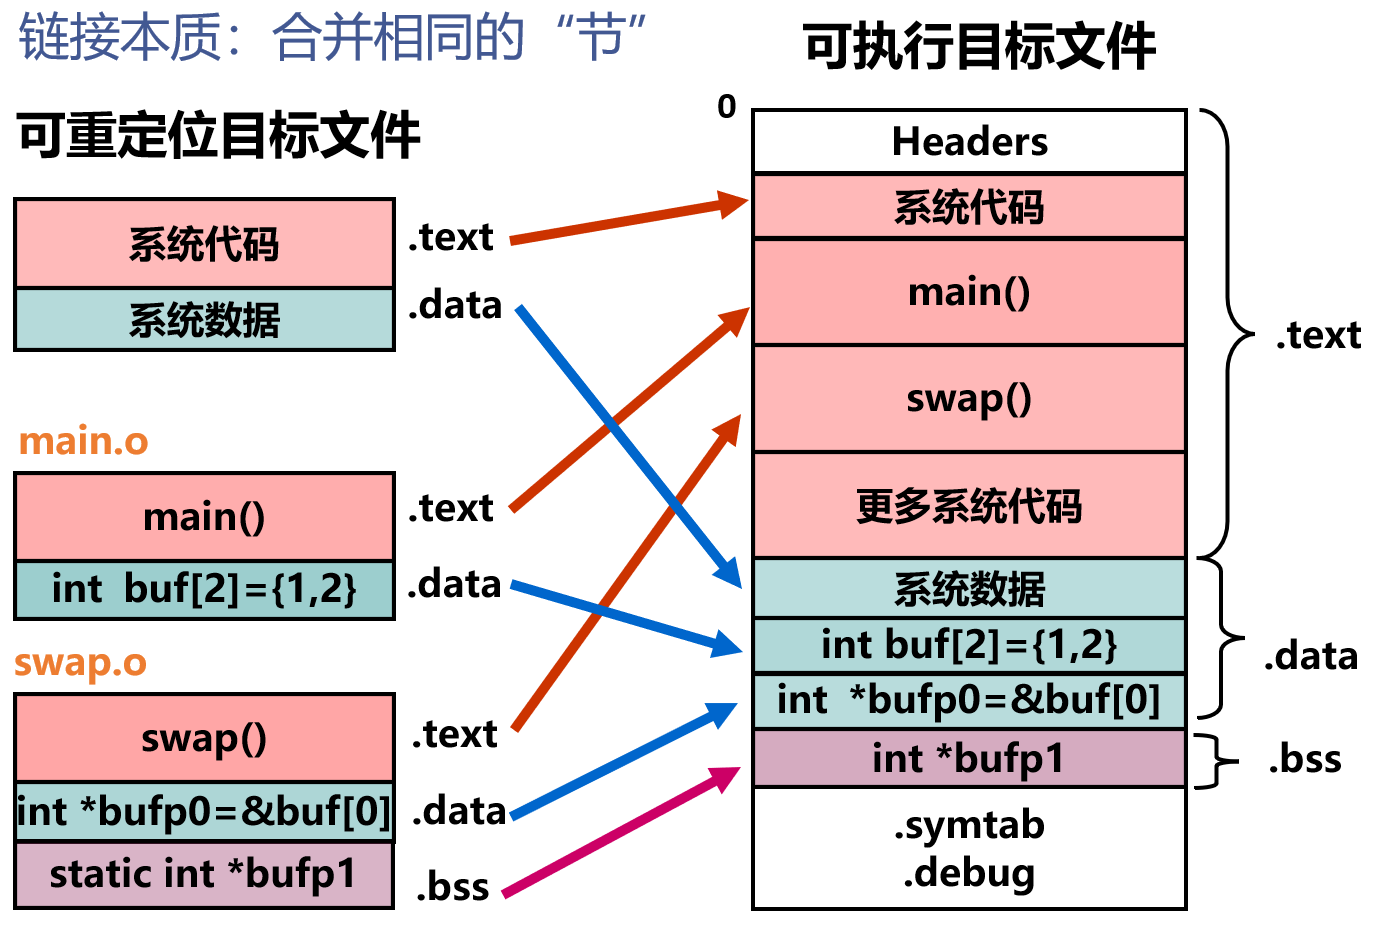 链接本质：合并相同的“节”
可执行目标文件
可重定位目标文件
系统代码
.text
系统数据
.data
main.o
main()
.text
int buf[2]={1,2}
.data
swap.o
swap()
.text
int *bufp0=&buf[0]
.data
static int *bufp1
.bss
0
Headers
系统代码
main()
swap()
更多系统代码
.text
系统数据
int buf[2]={1,2}
int *bufp0=&buf[0]
.data
int *bufp1
.bss
.symtab
.debug